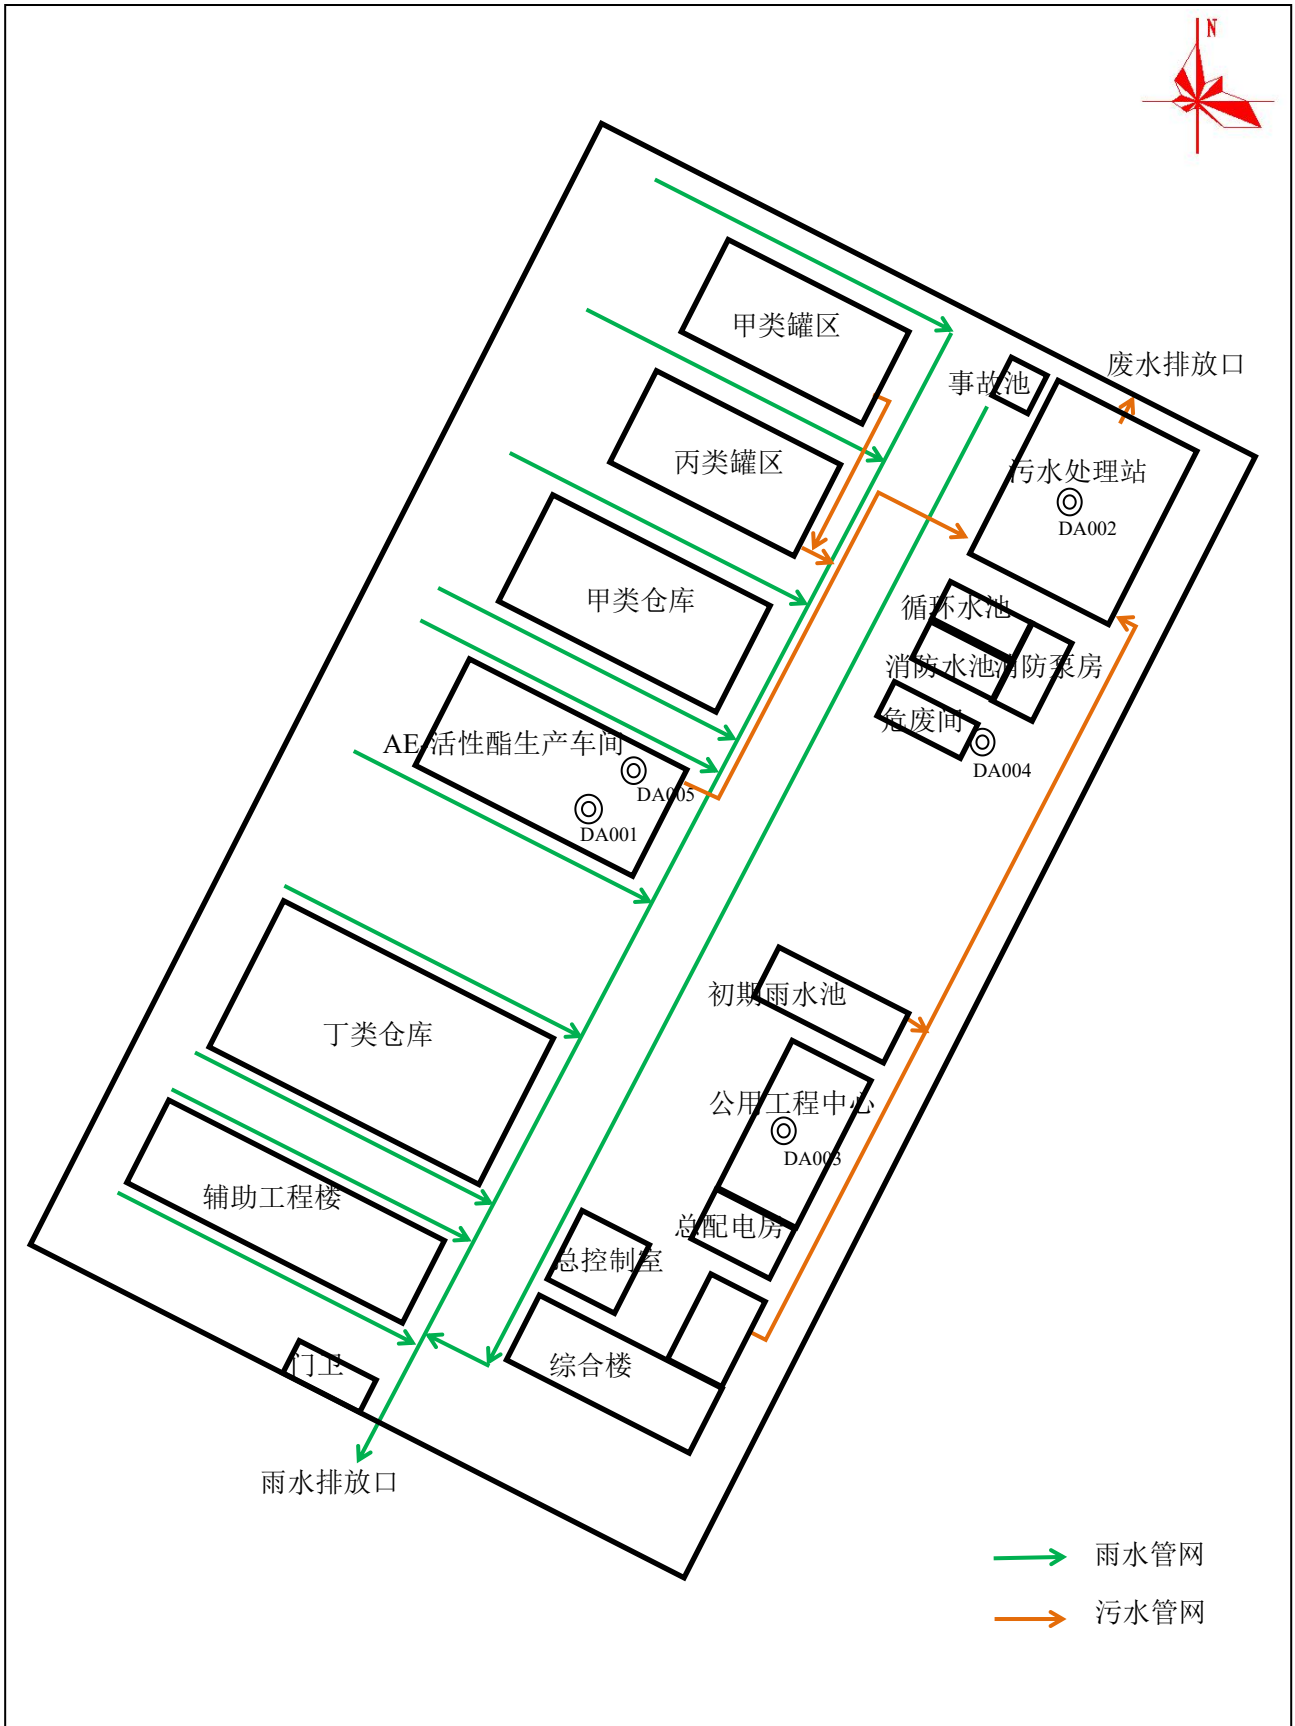 N
甲类罐区
废水排放口
事故池
丙类罐区
污水处理站
DA002
甲类仓库
循环水池
消防水池
消防泵房
危废间
DA004
AE-活性酯生产车间
DA005
DA001
初期雨水池
丁类仓库
公用工程中心
DA003
辅助工程楼
总配电房
总控制室
门卫
综合楼
雨水排放口
雨水管网
污水管网